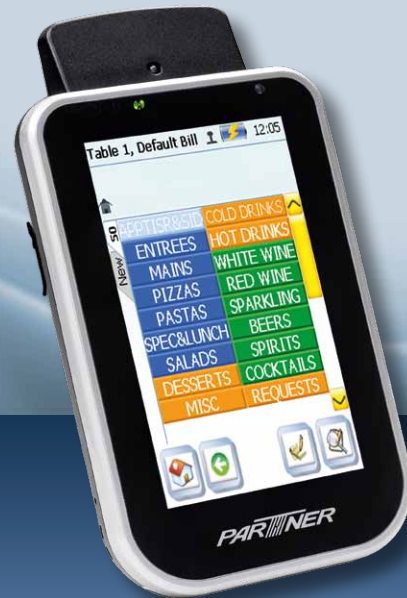 Table 1, Default Bill 12:05
New
50
APPTISR&SID COLD DRINKS
ENTREES HOT DRINKS
MAINS WHITE WINE
PIZZAS RED WINE
PASTAS SPARKLING
SPEC&LUNCH BEERS
SALADS SPIRITS
DESSERTS COCKTAILS
MISC REQUESTS
PARTNER